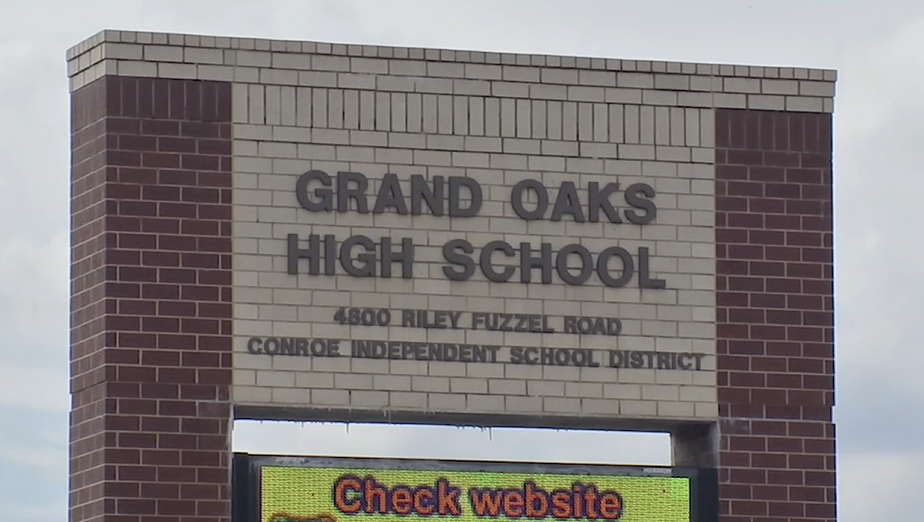 GRAND OAKS
HIGH SCHOOL
4800 RILEY FUZZEL ROAD
CONROE INDEPENDENT SCHOOL DISTRICT
Check website